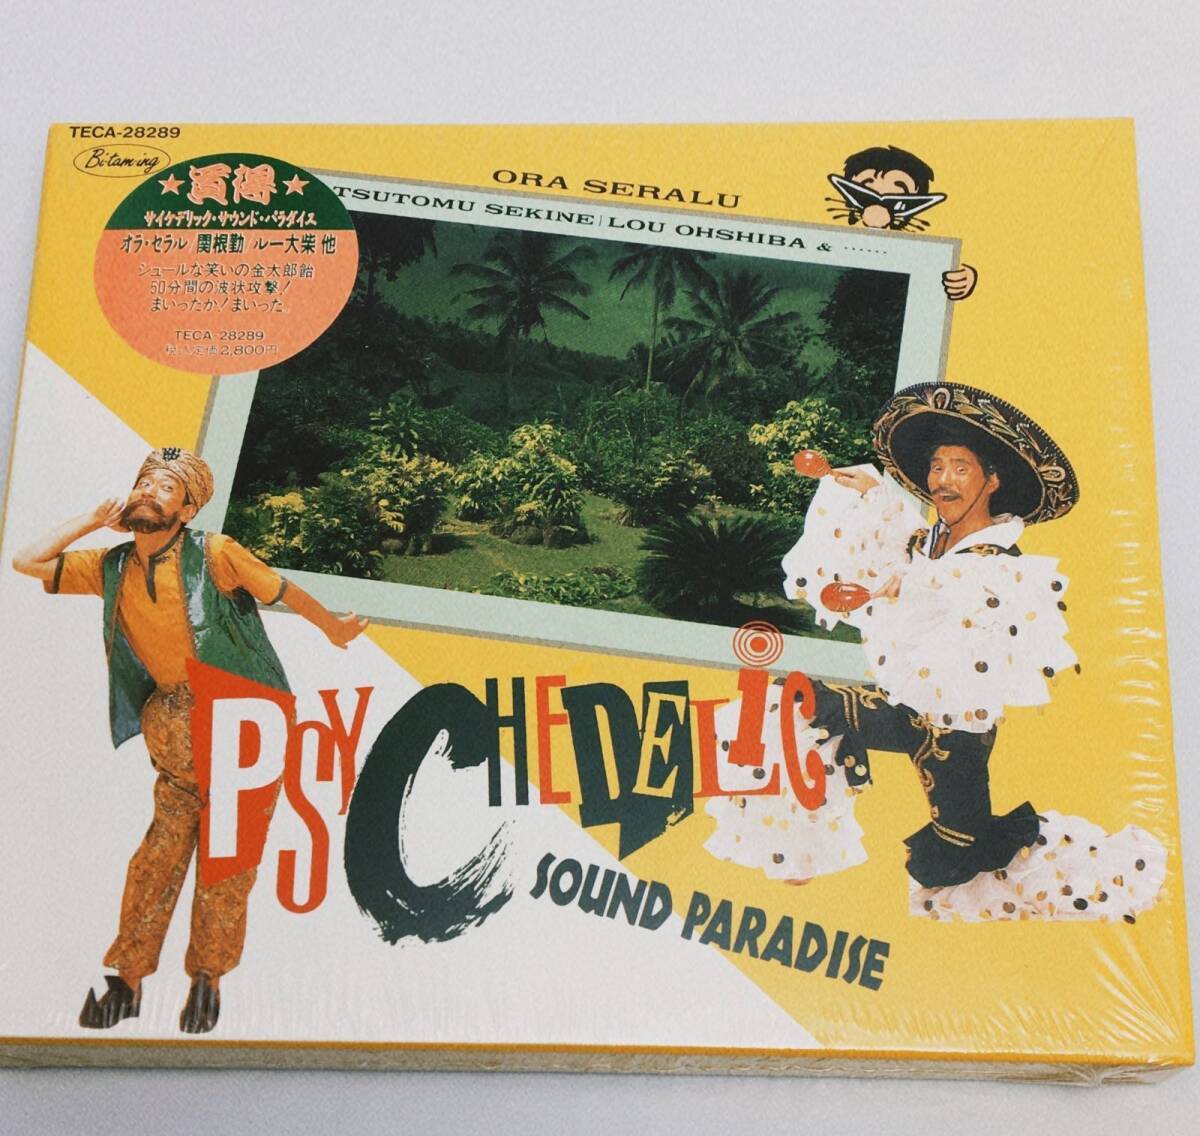 TECA-28289
Bi-tam-ing
ORA SERALU
TSUTOMU SEKINE|LOU OHSHIBA & ······
★買得★
サイケデリック・サウンド・パラダイス
オラ・セラル/関根勤/ルー大柴 他
シュールな笑いの金太郎飴
50分間の波状攻撃!
まいったか!まいった。
TECA-28289
税込定価2,800円
PSYCHEDELiC
SOUND PARADISE